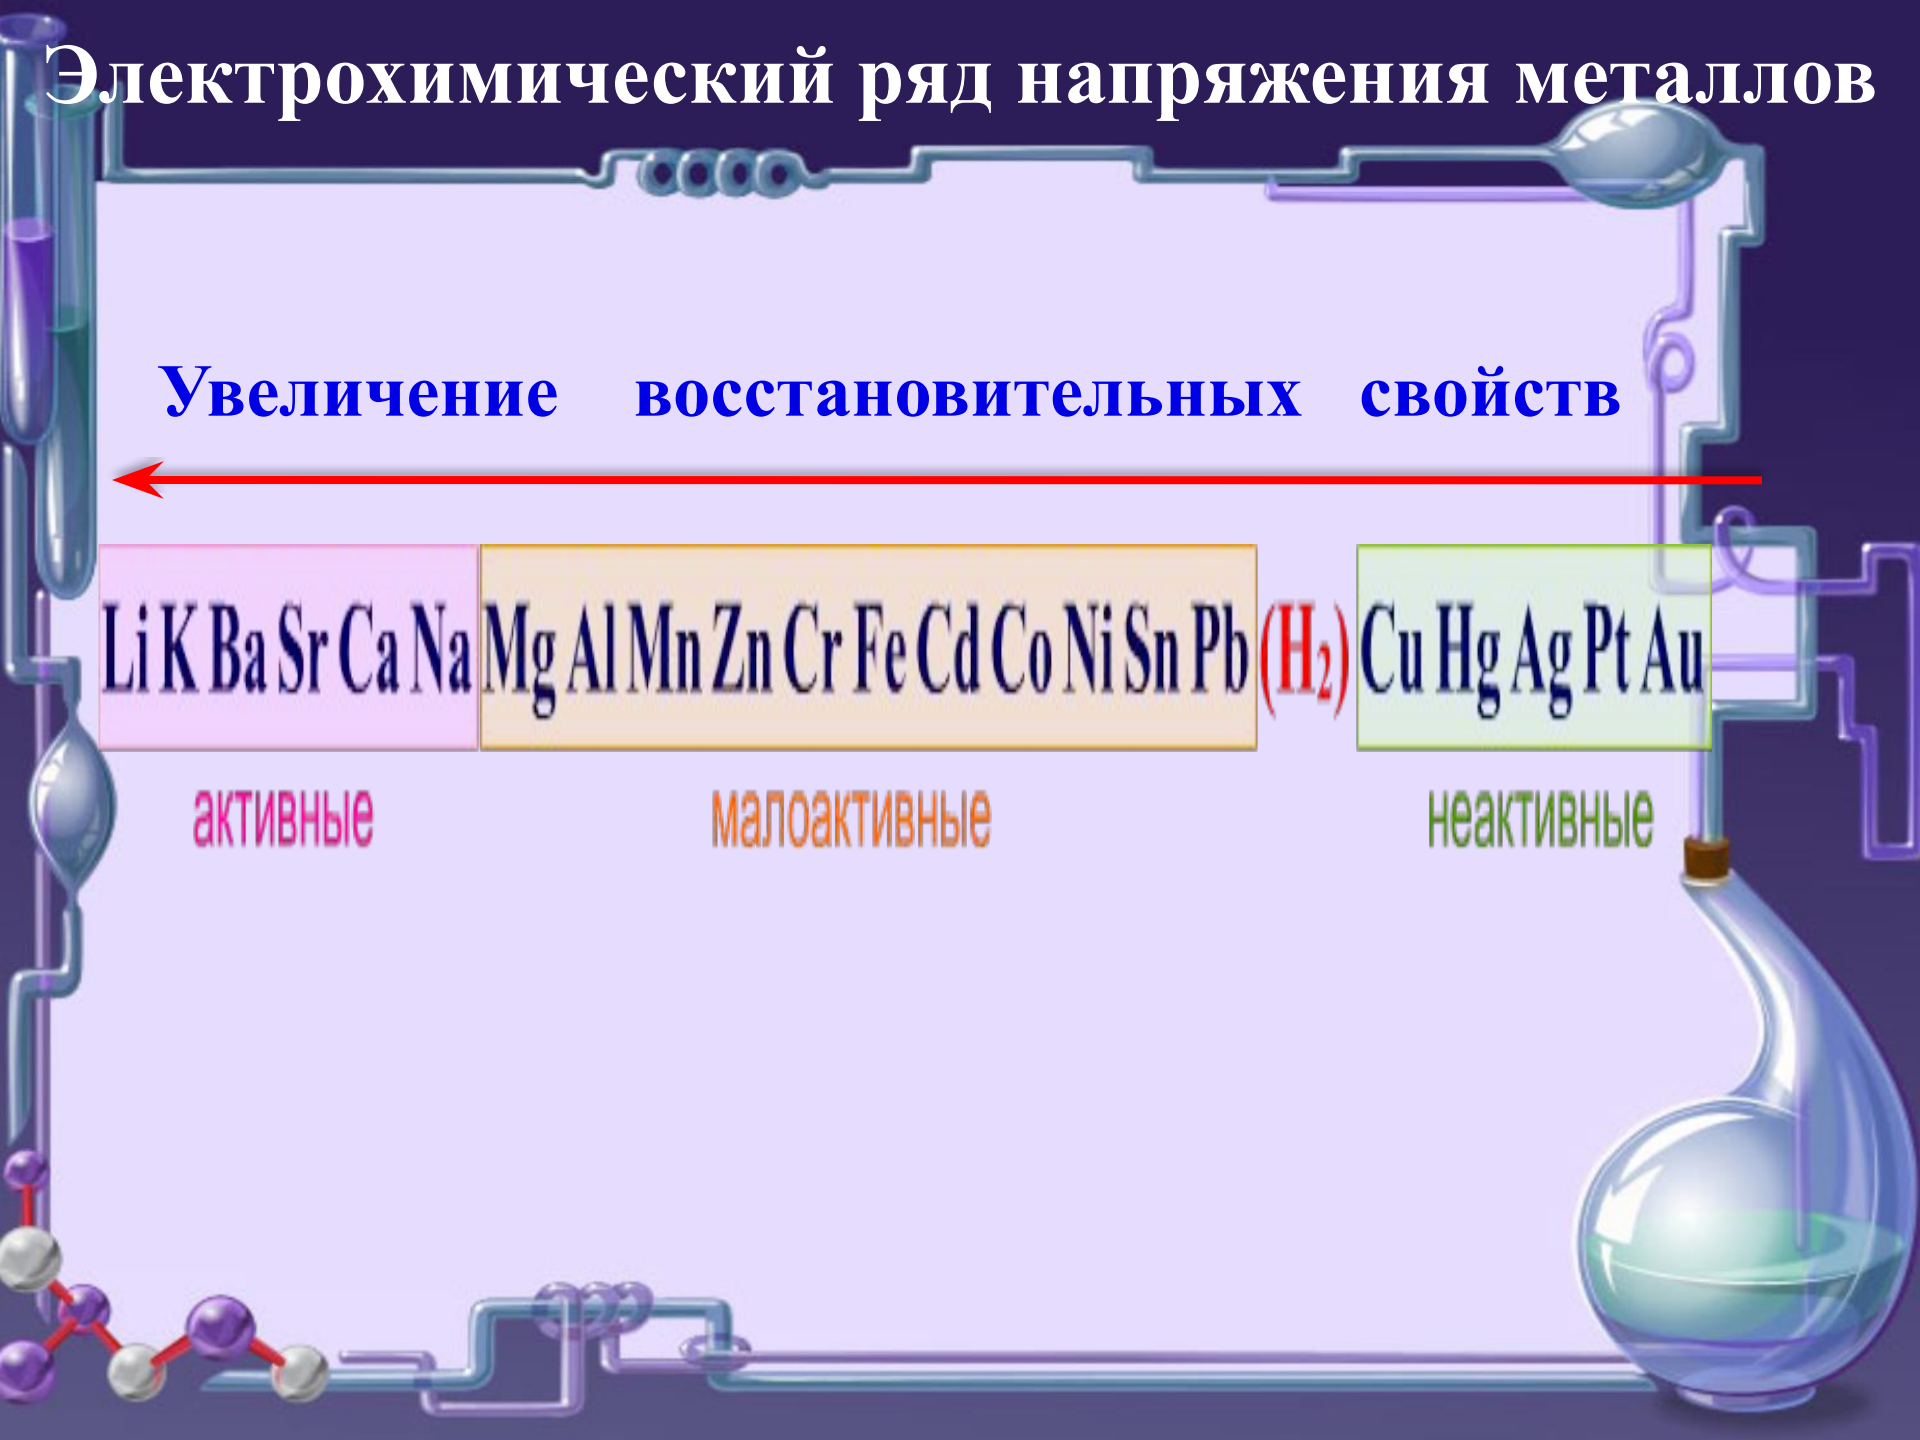 Электрохимический ряд напряжения металлов
Увеличение восстановительных свойств
Li K Ba Sr Ca Na Mg Al Mn Zn Cr Fe Cd Co Ni Sn Pb (H₂) Cu Hg Ag Pt Au
активные малоактивные неактивные